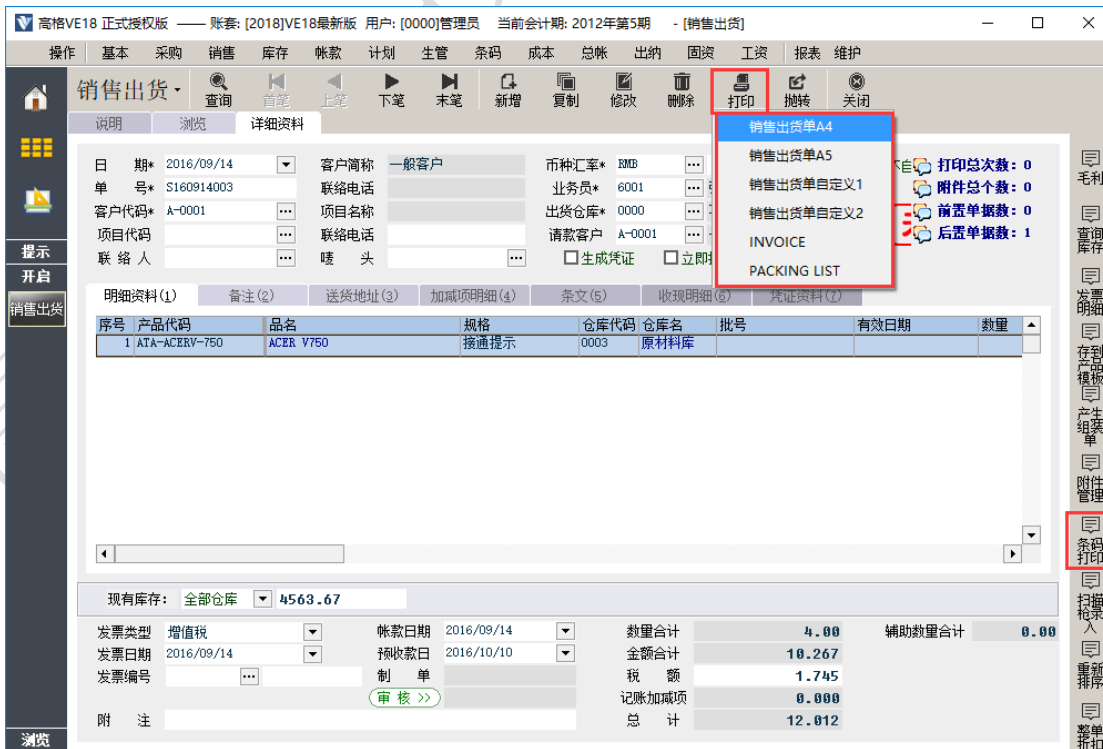 高格VE18 正式授权版 —— 账套: [2018]VE18最新版 用户: [0000]管理员 当前会计期: 2012年第5期 - [销售出货]
操作 基本 采购 销售 库存 帐款 计划 生管 条码 成本 总帐 出纳 固资 工资 报表 维护
销售出货 查询 首笔 上笔 下笔 末笔 新增 复制 修改 删除 打印 抛转 关闭
说明 浏览 详细资料
销售出货单A4
销售出货单A5
销售出货单自定义1
销售出货单自定义2
INVOICE
PACKING LIST
日 期* 2016/09/14 客户简称 一般客户 币种汇率* RMB 打印总次数: 0
单 号* S160914003 联络电话 业务员* 6001 附件总个数: 0
客户代码* A-0001 项目名称 出货仓库* 0000 前置单据数: 0
项目代码 联络电话 请款客户 A-0001 后置单据数: 1
联 络 人 唛 头 生成凭证 立即
明细资料(1) 备注(2) 送货地址(3) 加减项明细(4) 条文(5) 收现明细(6) 凭证资料(7)
序号 产品代码 品名 规格 仓库代码 仓库名 批号 有效日期 数量
1 ATA-ACERV-750 ACER V750 接通提示 0003 原材料库
现有库存: 全部仓库 4563.67
发票类型 增值税 帐款日期 2016/09/14 数量合计 4.00 辅助数量合计 0.00
发票日期 2016/09/14 预收款日 2016/10/10 金额合计 10.267
发票编号 制 单 税 额 1.745
审 核 >> 记账加减项 0.000
附 注 总 计 12.012
提示
开启
销售出货
浏览
毛利
查询
库存
发票
明细
存到
产品
模板
产生
组装
单
附件
管理
条码
打印
扫描
枪录
入
重新
排序
整单
折扣